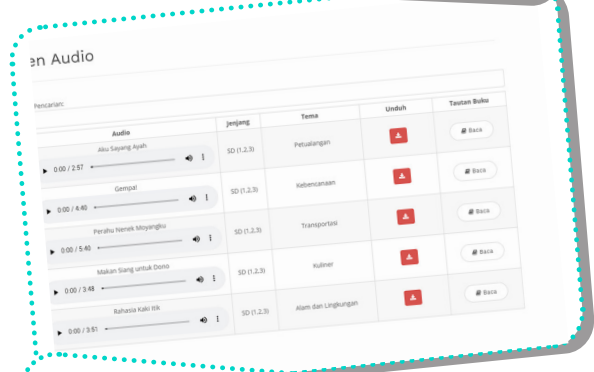 en Audio
Pencarian:
Audio Jenjang Tema Unduh Tautan Buku
Aku Sayang Ayah
0:00 / 2:57 SD (1,2,3) Petualangan Baca
Gempal
0:00 / 4:40 SD (1,2,3) Kebencanaan Baca
Perahu Nenek Moyangku
0:00 / 5:40 SD (1,2,3) Transportasi Baca
Makan Siang untuk Dono
0:00 / 3:48 SD (1,2,3) Kuliner Baca
Rahasia Kaki Itik
0:00 / 3:51 SD (1,2,3) Alam dan Lingkungan Baca